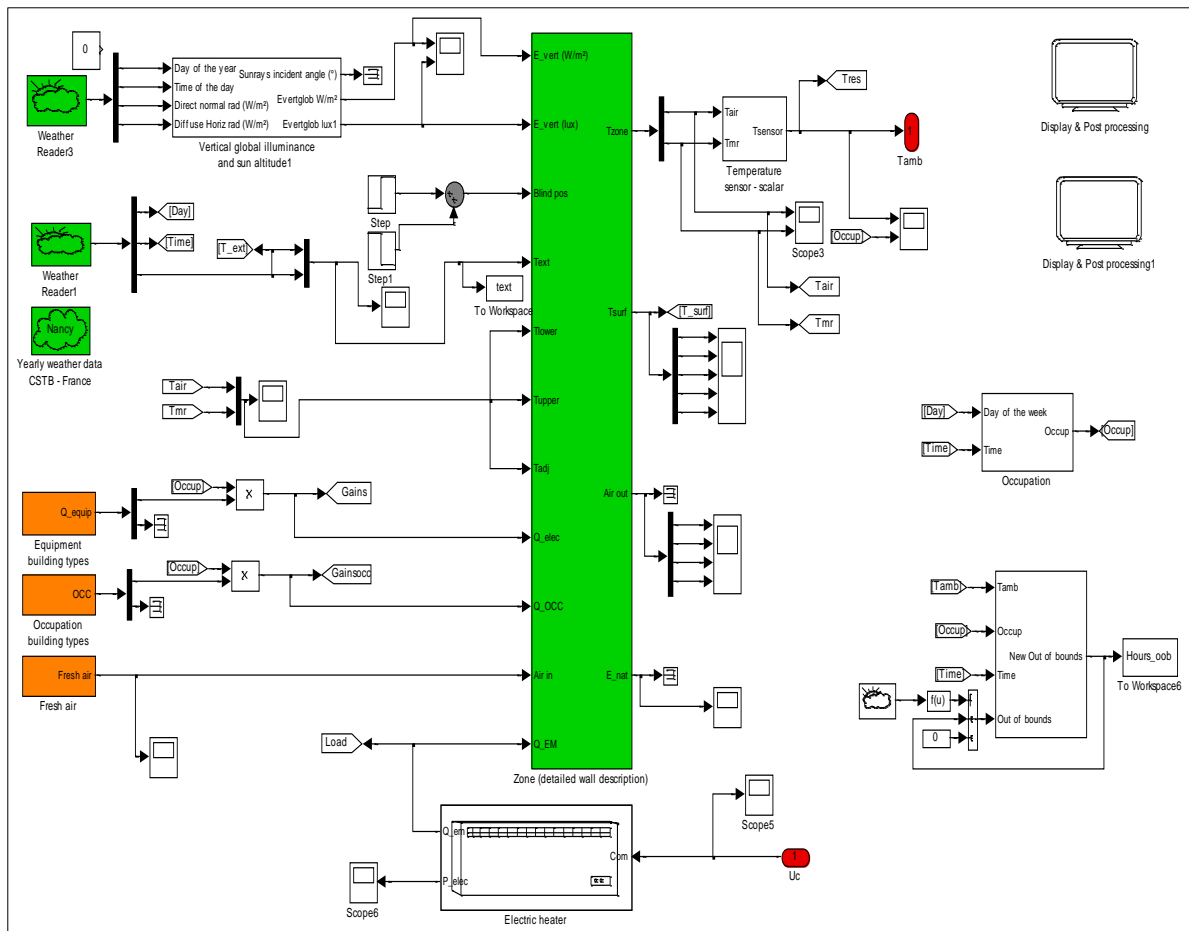 0
Day of the year
Time of the day
Direct normal rad (W/m²)
Diffuse Horiz rad (W/m²)
Sunrays incident angle (°)
Evertglob W/m²
Evertglob lux1
Vertical global illuminance
and sun altitude1
Weather
Reader3
[Day]
[Time]
[T_ext]
Weather
Reader1
Nancy
Yearly weather data
CSTB - France
Step
Step1
text
To Workspace
Tair
Tmr
Q_equip
Equipment
building types
[Occup]
X
Gains
OCC
Occupation
building types
[Occup]
X
Gainsocc
Fresh air
Fresh air
Load
E_vert (W/m²)
E_vert (lux)
Blind pos
Text
Tlower
Tupper
Tadj
Q_elec
Q_OCC
Air in
Q_EM
Tzone
Tsurf
Air out
E_nat
Zone (detailed wall description)
Tair
Tmr
Tsensor
Temperature
sensor - scalar
Tres
1
Tamb
Scope3
[Occup]
Tair
Tmr
[T_surf]
Display & Post processing
Display & Post processing1
[Day]
[Time]
Day of the week
Time
Occup
[Occup]
Occupation
[Tamb]
[Occup]
[Time]
f(u)
0
Tamb
Occup
Time
Out of bounds
New Out of bounds
Hours_oob
To Workspace6
Scope5
Q_em
P_elec
Com
Electric heater
Scope6
1
Uc